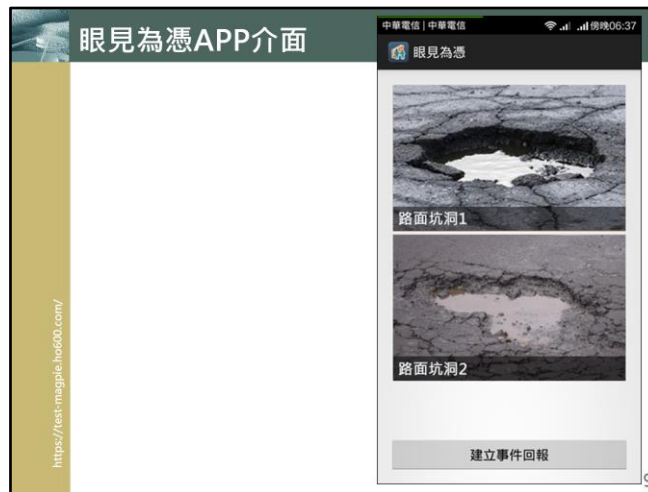 眼見為憑APP介面
中華電信 | 中華電信
傍晚06:37
眼見為憑
路面坑洞1
路面坑洞2
建立事件回報
https://test-magpie.ho600.com/
9